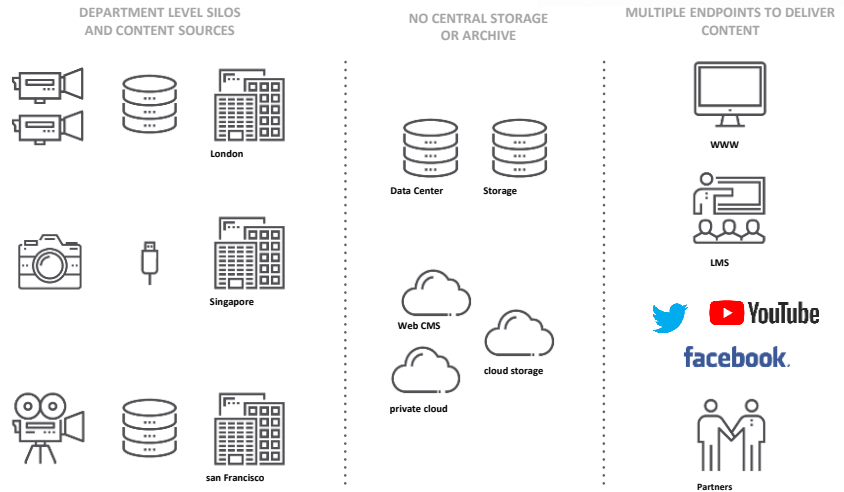 DEPARTMENT LEVEL SILOS
AND CONTENT SOURCES
NO CENTRAL STORAGE
OR ARCHIVE
MULTIPLE ENDPOINTS TO DELIVER
CONTENT
London
Data Center
Storage
WWW
Singapore
LMS
Web CMS
cloud storage
private cloud
YouTube
facebook.
san Francisco
Partners